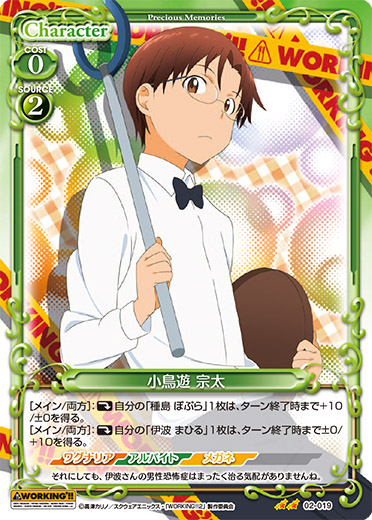 Precious Memories
Character
COST
0
SOURCE
2
WORKING'!!
小鳥遊 宗太
[メイン/両方]：自分の「種島 ぽぷら」1枚は、ターン終了時まで+10
/±0を得る。
[メイン/両方]：自分の「伊波 まひる」1枚は、ターン終了時まで±0/
+10を得る。
ワグナリア アルバイト メガネ
それにしても、伊波さんの男性恐怖症はまったく治る気配がありませんね。
WORKING'!!
02-019
©高津カリノ／スクウェアエニックス・「WORKING'!!2」製作委員会